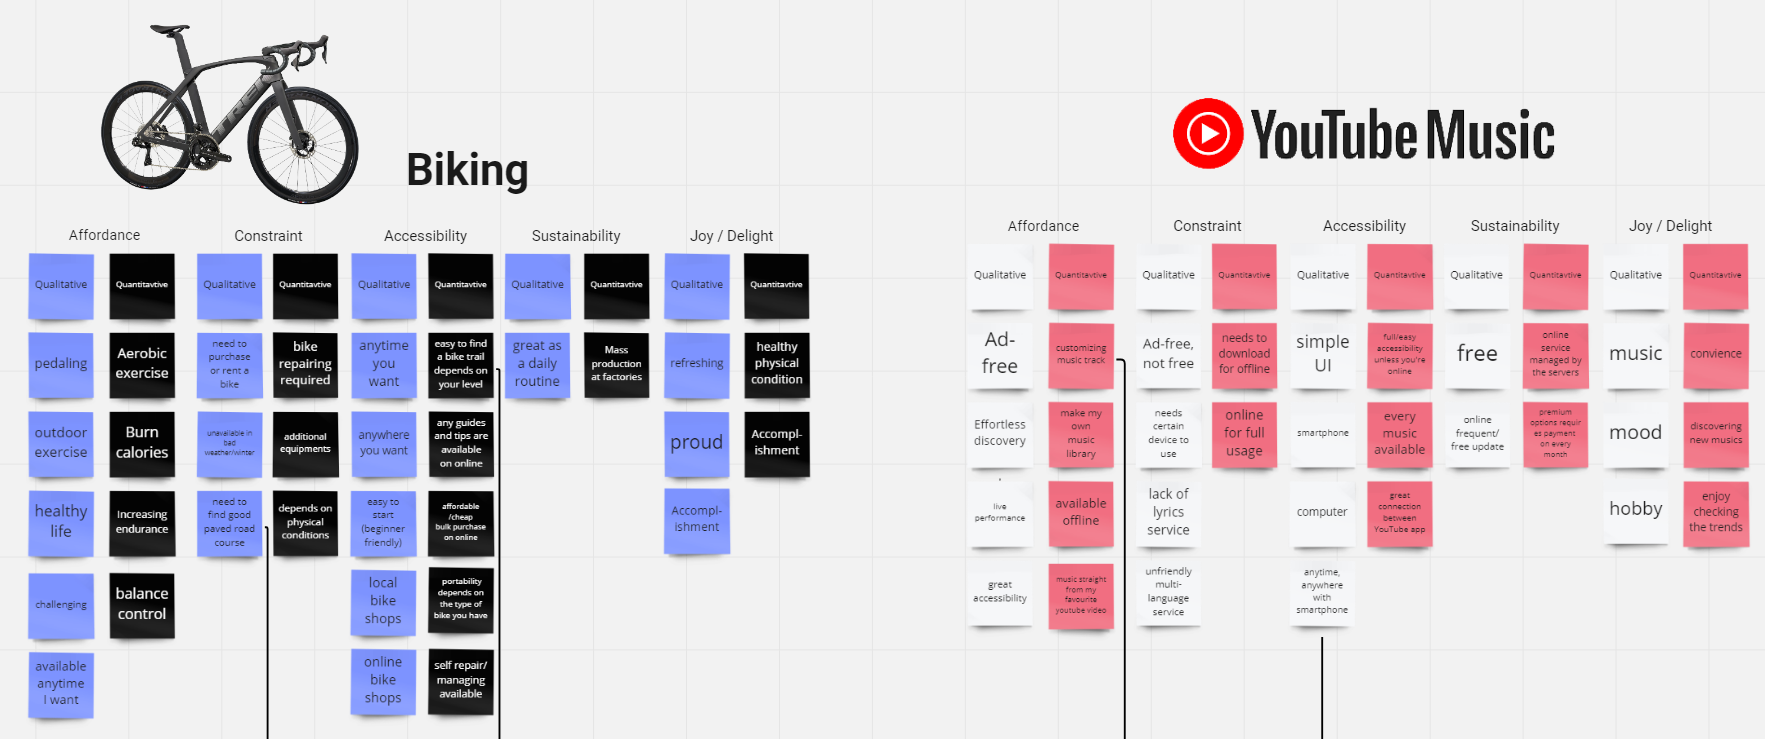 TREK
Biking
Affordance
Constraint
Accessibility
Sustainability
Joy / Delight
Qualitative
Quantitavtive
Qualitative
Quantitavtive
Qualitative
Quantitavtive
Qualitative
Quantitavtive
Qualitative
Quantitavtive
pedaling
outdoor
exercise
healthy
life
challenging
available
anytime
I want
Aerobic
exercise
Burn
calories
Increasing
endurance
balance
control
need to
purchase
or rent a
bike
unavailable in
bad
weather/winter
need to
find good
paved road
course
bike
repairing
required
additional
equipments
depends on
physical
conditions
anytime
you
want
anywhere
you want
easy to
start
(beginner
friendly)
local
bike
shops
online
bike
shops
easy to find
a bike trail
depends on
your level
any guides
and tips are
available
on online
affordable
/cheap
bulk purchase
on online
portability
depends on
the type of
bike you have
self repair/
managing
available
great as
a daily
routine
Mass
production
at factories
refreshing
proud
Accompl-
ishment
healthy
physical
condition
Accompl-
ishment
YouTube Music
Affordance
Constraint
Accessibility
Sustainability
Joy / Delight
Qualitative
Quantitavtive
Qualitative
Quantitavtive
Qualitative
Quantitavtive
Qualitative
Quantitavtive
Qualitative
Quantitavtive
Ad-
free
Effortless
discovery
live
performance
great
accessibility
customizing
music track
make my
own
music
library
available
offline
music straight
from my
favourite
youtube video
Ad-free,
not free
needs
certain
device to
use
lack of
lyrics
service
unfriendly
multi-
language
service
needs to
download
for offline
online
for full
usage
simple
UI
smartphone
computer
anytime,
anywhere
with
smartphone
full/easy
accessibility
unless you're
online
every
music
available
great
connection
between
YouTube app
free
online
frequent/
free update
online
service
managed by
the servers
premium
options requir
es payment
on every
month
music
mood
hobby
convience
discovering
new musics
enjoy
checking
the trends